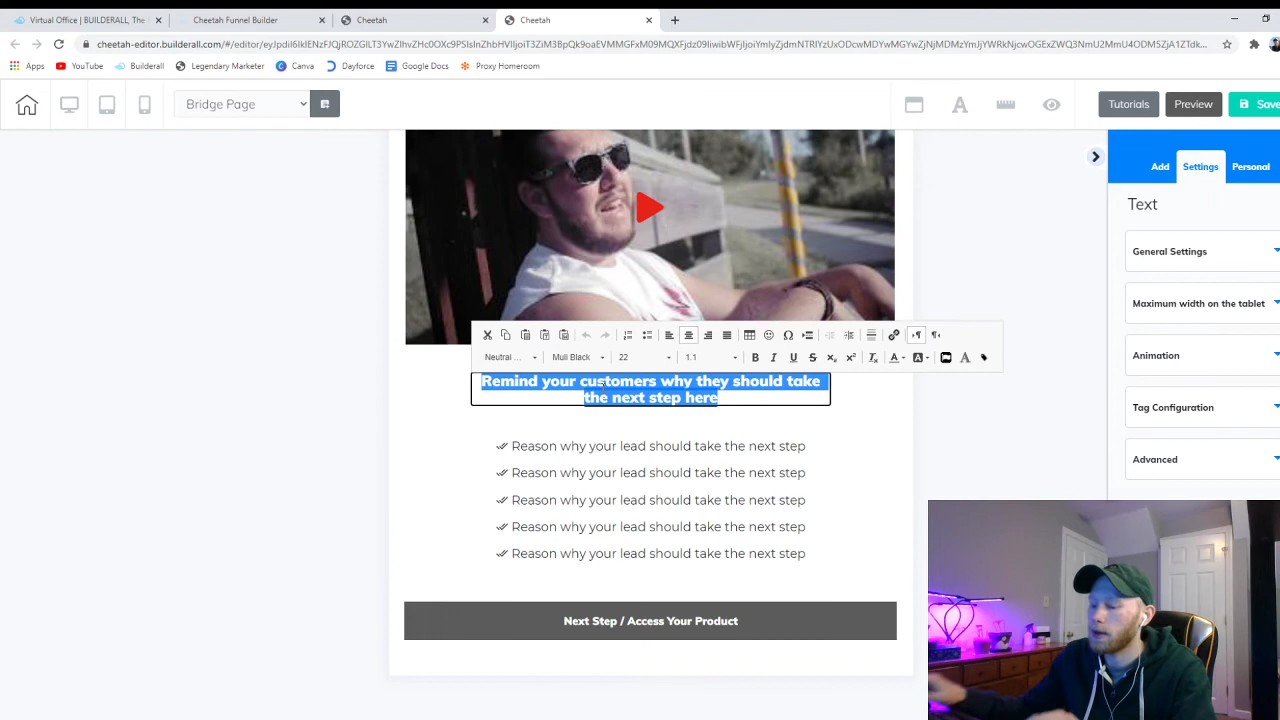 Virtual Office | BUILDERALL, The
Cheetah Funnel Builder
Cheetah
Cheetah
Apps
YouTube
Builderall
Legendary Marketer
Canva
Dayforce
Google Docs
Proxy Homeroom
Bridge Page
Tutorials
Preview
Save
Add
Settings
Personal
Text
General Settings
Maximum width on the tablet
Animation
Tag Configuration
Advanced
Neutral ...
Muli Black
22
1.1
Remind your customers why they should take
the next step here
Reason why your lead should take the next step
Reason why your lead should take the next step
Reason why your lead should take the next step
Reason why your lead should take the next step
Reason why your lead should take the next step
Next Step / Access Your Product